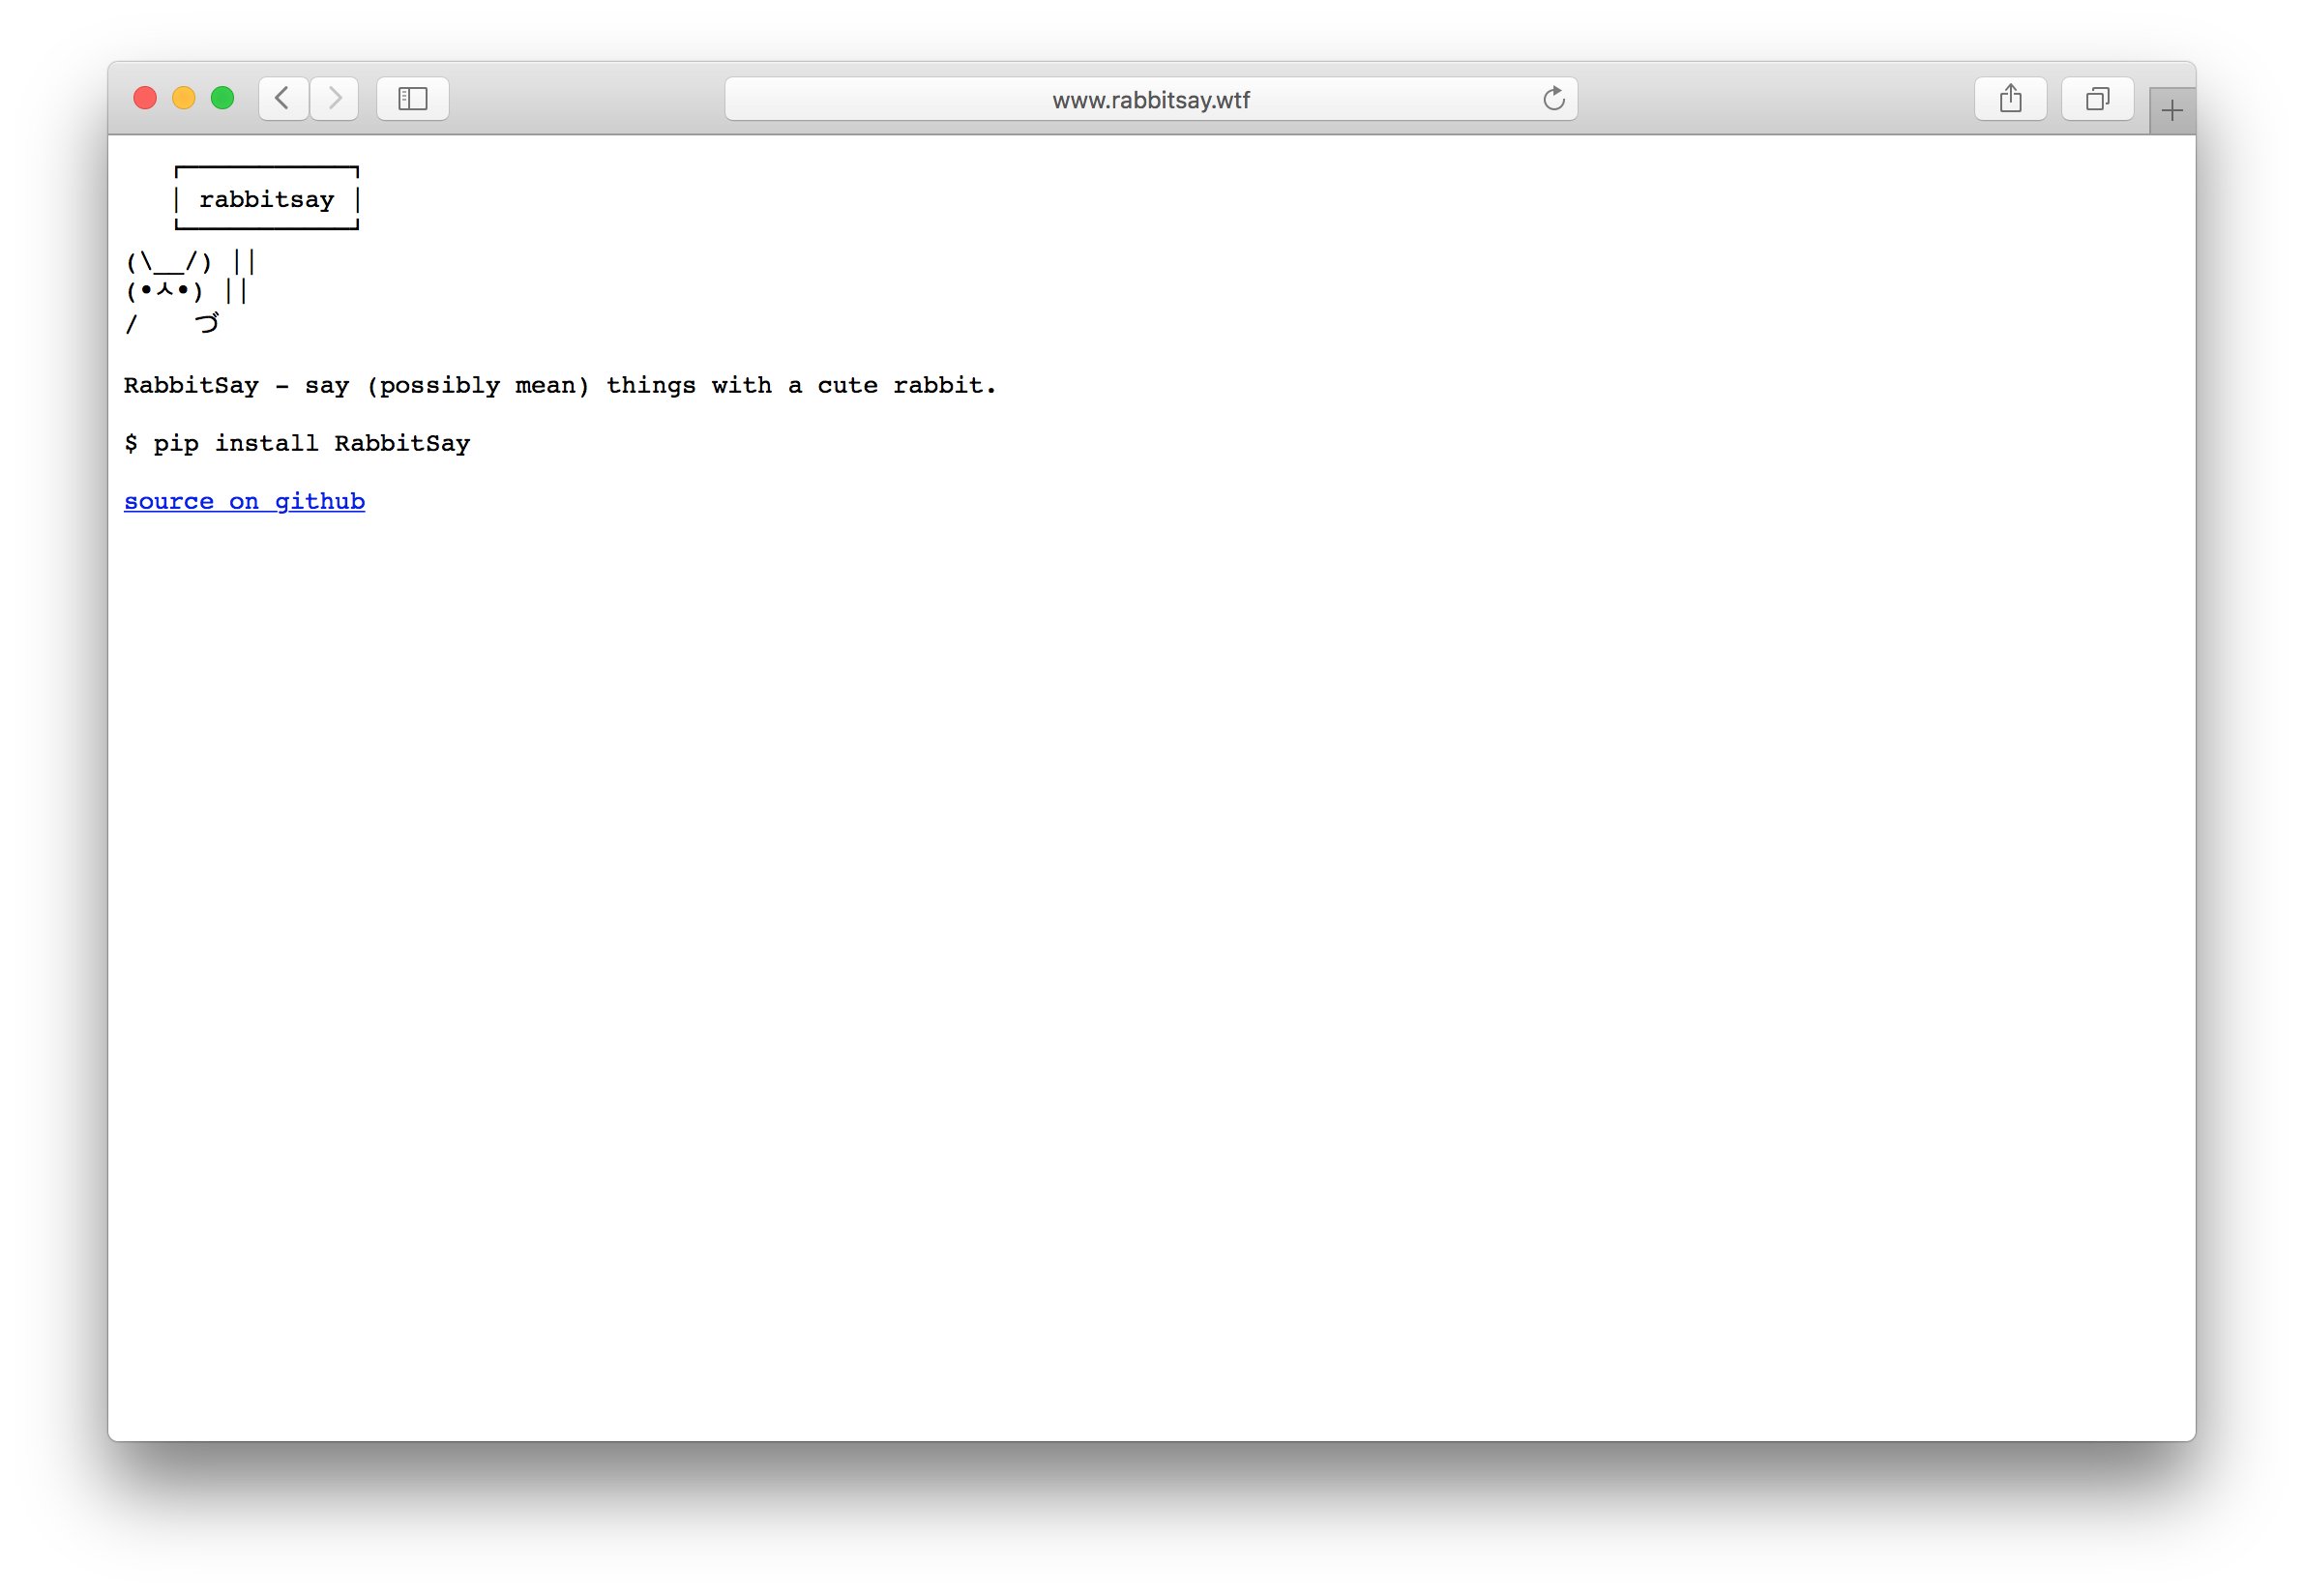 www.rabbitsay.wtf
┌───────────┐
│ rabbitsay │
└───────────┘
(\__/) ||
(•ㅅ•) ||
/    づ
RabbitSay - say (possibly mean) things with a cute rabbit.
$ pip install RabbitSay
source on github